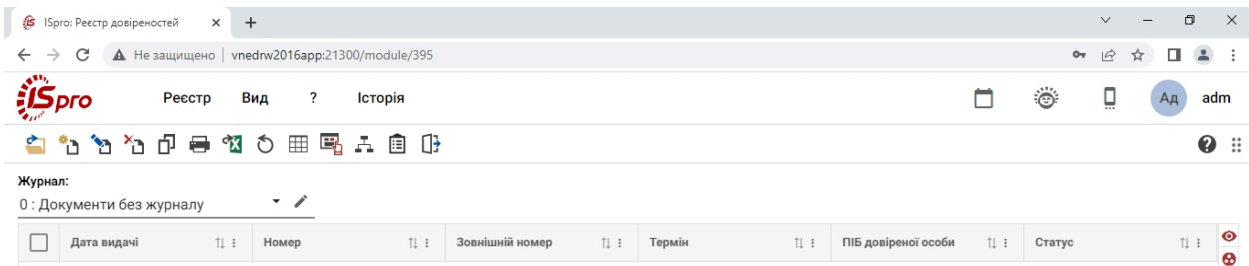 ISpro: Реєстр довіреностей
Не защищено | vnedrw2016app:21300/module/395
ISpro Реєстр Вид ? Історія Ад adm
Журнал:
0 : Документи без журналу
Дата видачі Номер Зовнішній номер Термін ПІБ довіреної особи Статус